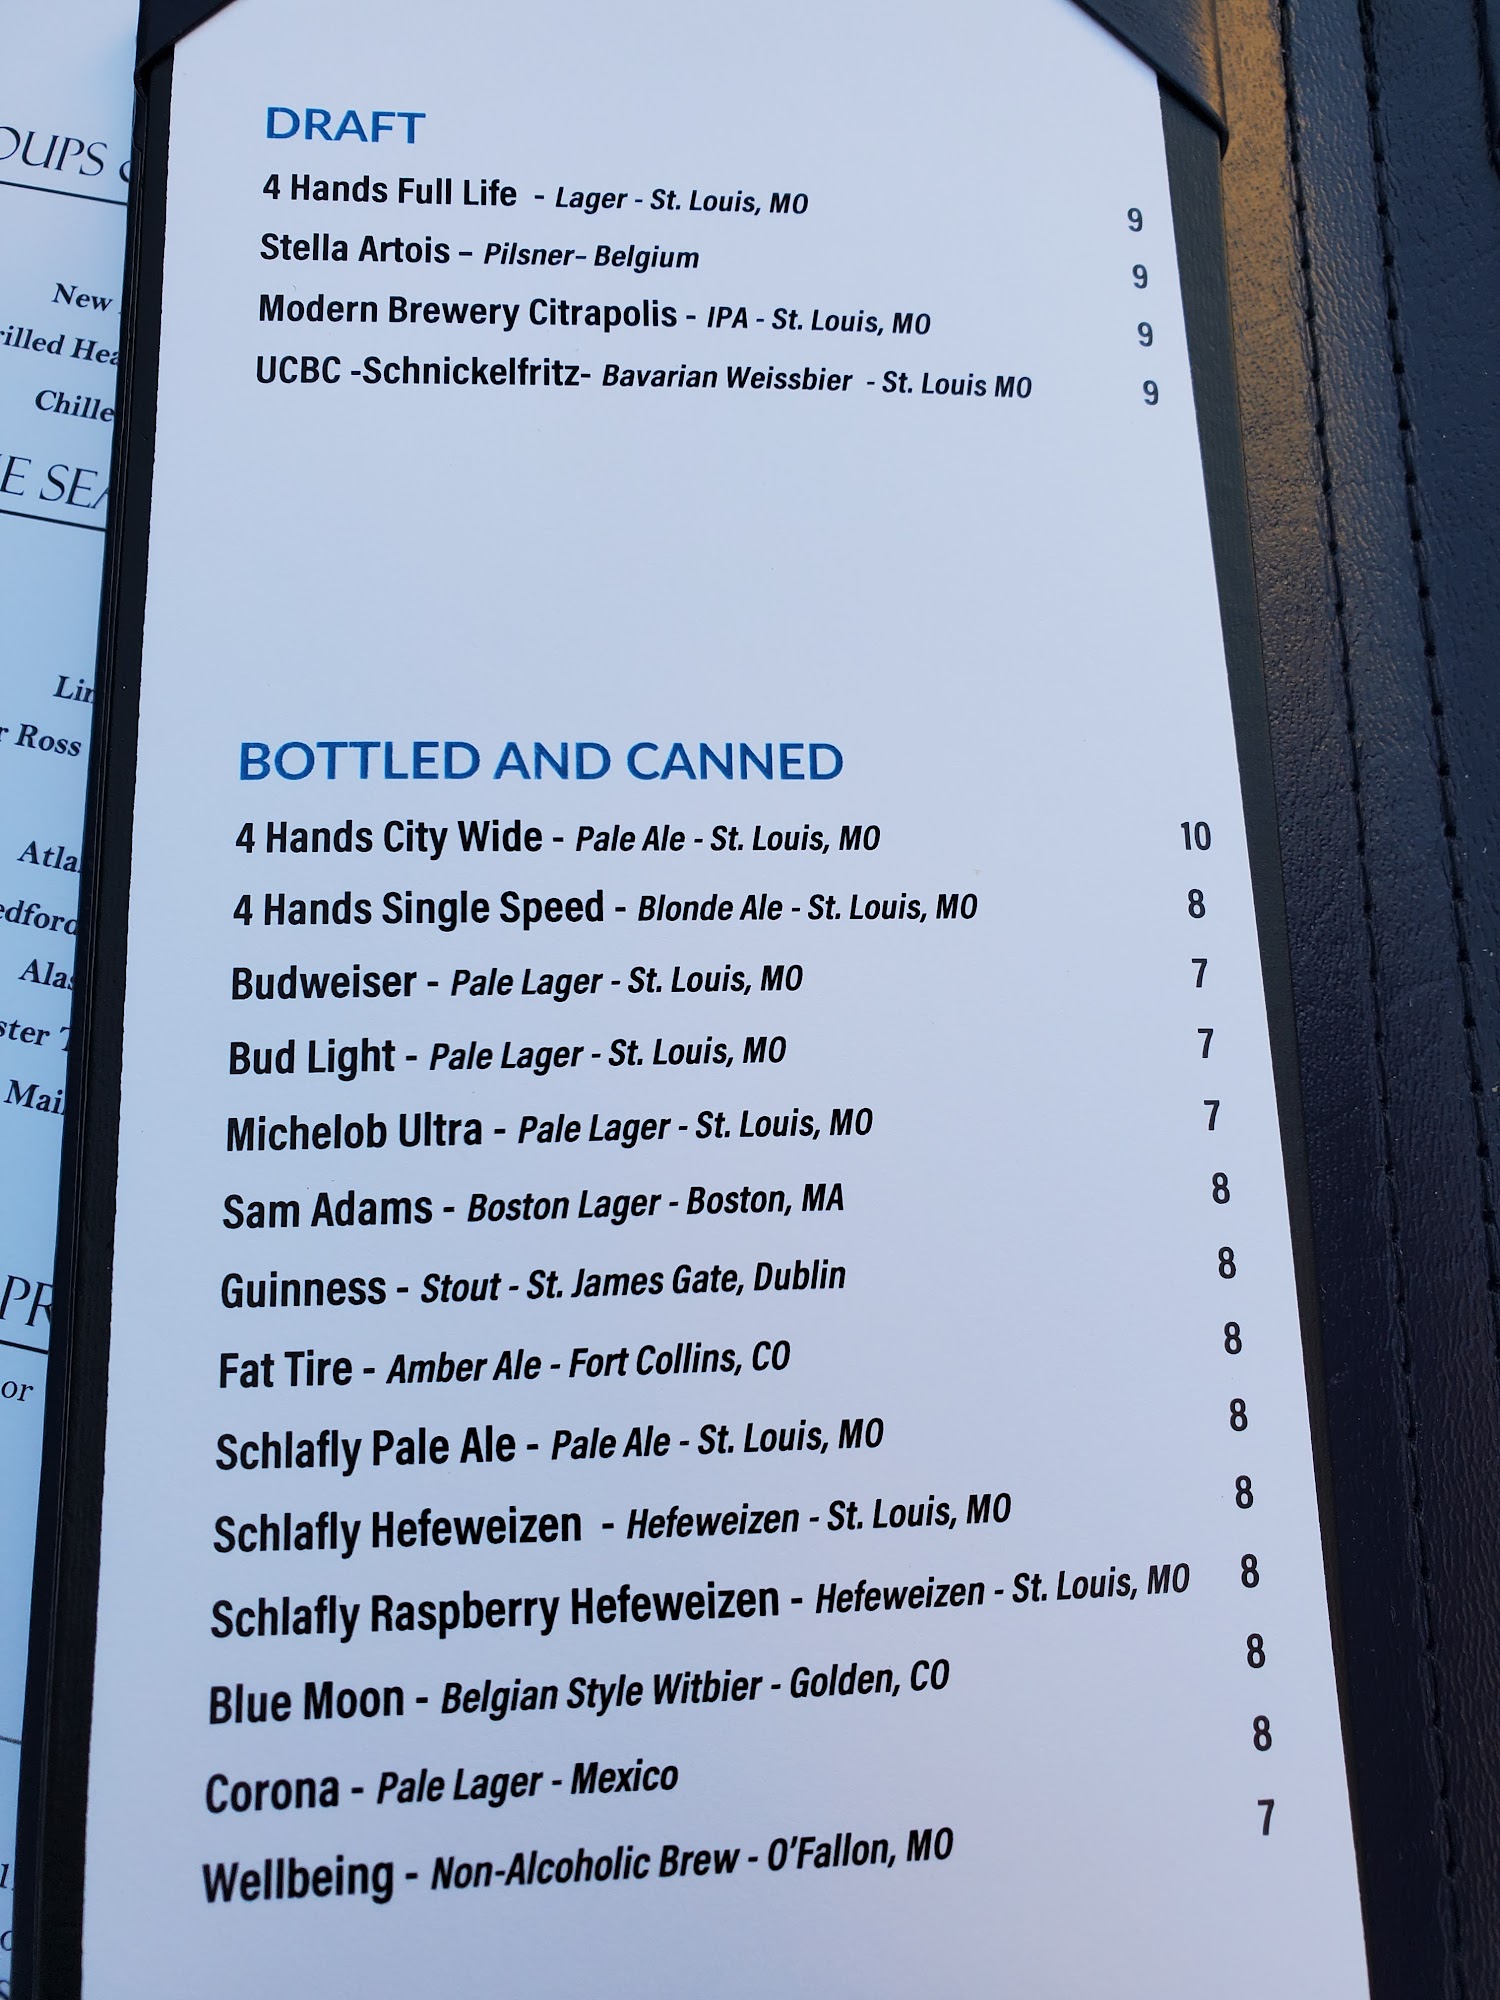 DRAFT
4 Hands Full Life - Lager - St. Louis, MO 9
Stella Artois – Pilsner– Belgium 9
Modern Brewery Citrapolis - IPA - St. Louis, MO 9
UCBC -Schnickelfritz- Bavarian Weissbier - St. Louis MO 9
BOTTLED AND CANNED
4 Hands City Wide - Pale Ale - St. Louis, MO 10
4 Hands Single Speed - Blonde Ale - St. Louis, MO 8
Budweiser - Pale Lager - St. Louis, MO 7
Bud Light - Pale Lager - St. Louis, MO 7
Michelob Ultra - Pale Lager - St. Louis, MO 7
Sam Adams - Boston Lager - Boston, MA 8
Guinness - Stout - St. James Gate, Dublin 8
Fat Tire - Amber Ale - Fort Collins, CO 8
Schlafly Pale Ale - Pale Ale - St. Louis, MO 8
Schlafly Hefeweizen - Hefeweizen - St. Louis, MO 8
Schlafly Raspberry Hefeweizen - Hefeweizen - St. Louis, MO 8
Blue Moon - Belgian Style Witbier - Golden, CO 8
Corona - Pale Lager - Mexico 8
Wellbeing - Non-Alcoholic Brew - O'Fallon, MO 7
New
Ross
or